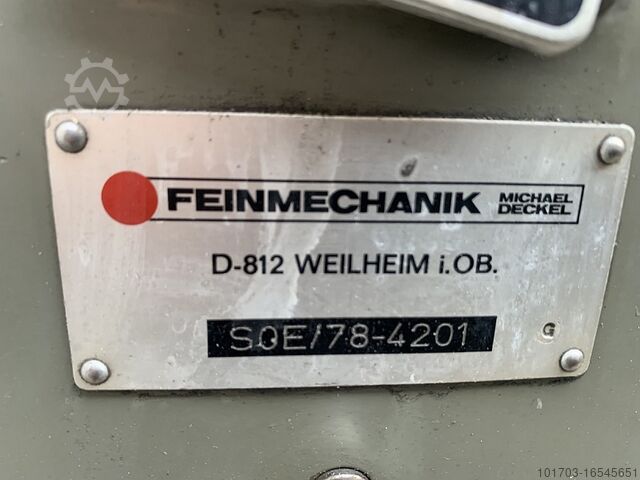 FEINMECHANIK MICHAEL DECKEL
D-812 WEILHEIM i.OB.
SOE/78-4201 G
101703-16545651